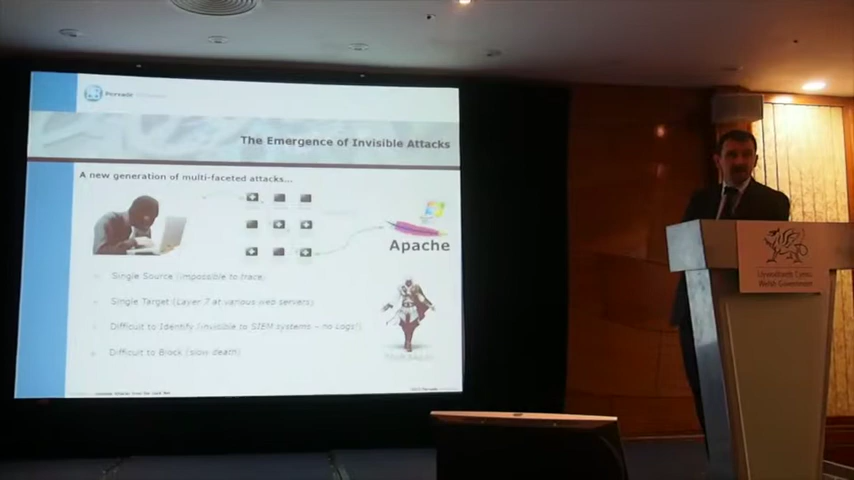 Pervade
The Emergence of Invisible Attacks
A new generation of multi-faceted attacks...
Apache
Single Source (impossible to trace)
Single Target (Layer 7 at various web servers)
Difficult to Identify (invisible to SIEM systems – no Logs!)
Difficult to Block (slow death)
Llywodraeth Cymru
Welsh Government